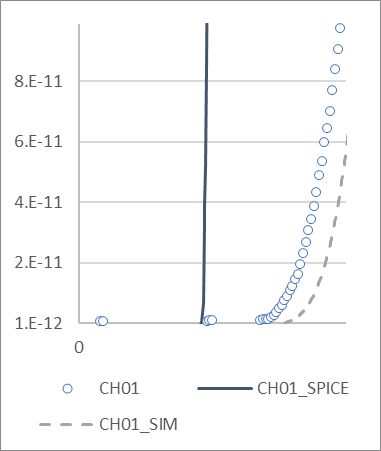 8.E-11
6.E-11
4.E-11
2.E-11
1.E-12
0
CH01
CH01_SPICE
CH01_SIM